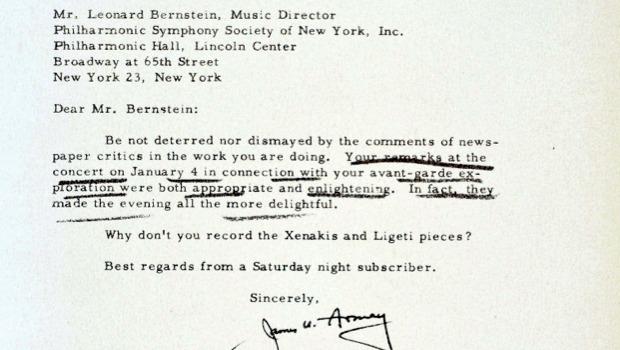 Mr. Leonard Bernstein, Music Director
Philharmonic Symphony Society of New York, Inc.
Philharmonic Hall, Lincoln Center
Broadway at 65th Street
New York 23, New York
Dear Mr. Bernstein:
Be not deterred nor dismayed by the comments of news-
paper critics in the work you are doing. Your remarks at the
concert on January 4 in connection with your avant-garde ex-
ploration were both appropriate and enlightening. In fact, they
made the evening all the more delightful.
Why don't you record the Xenakis and Ligeti pieces?
Best regards from a Saturday night subscriber.
Sincerely,
James